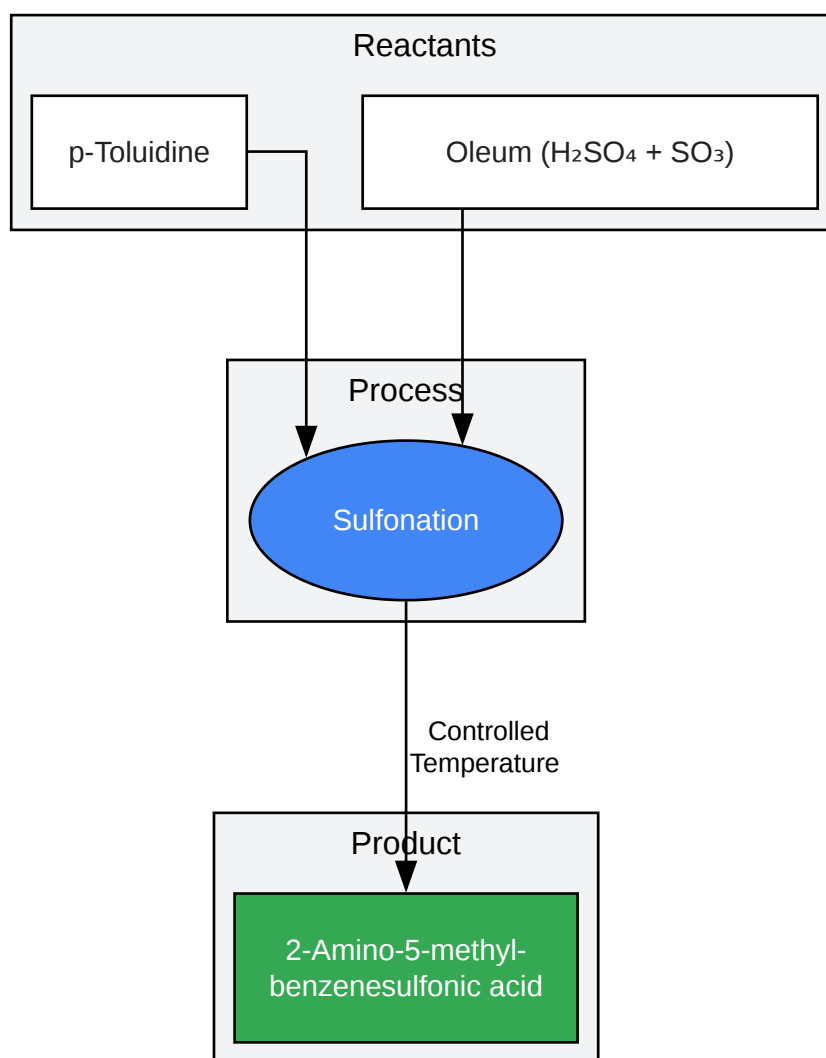 Reactants
p-Toluidine
Oleum (H₂SO₄ + SO₃)
Process
Sulfonation
Controlled
Temperature
Product
2-Amino-5-methyl-
benzenesulfonic acid